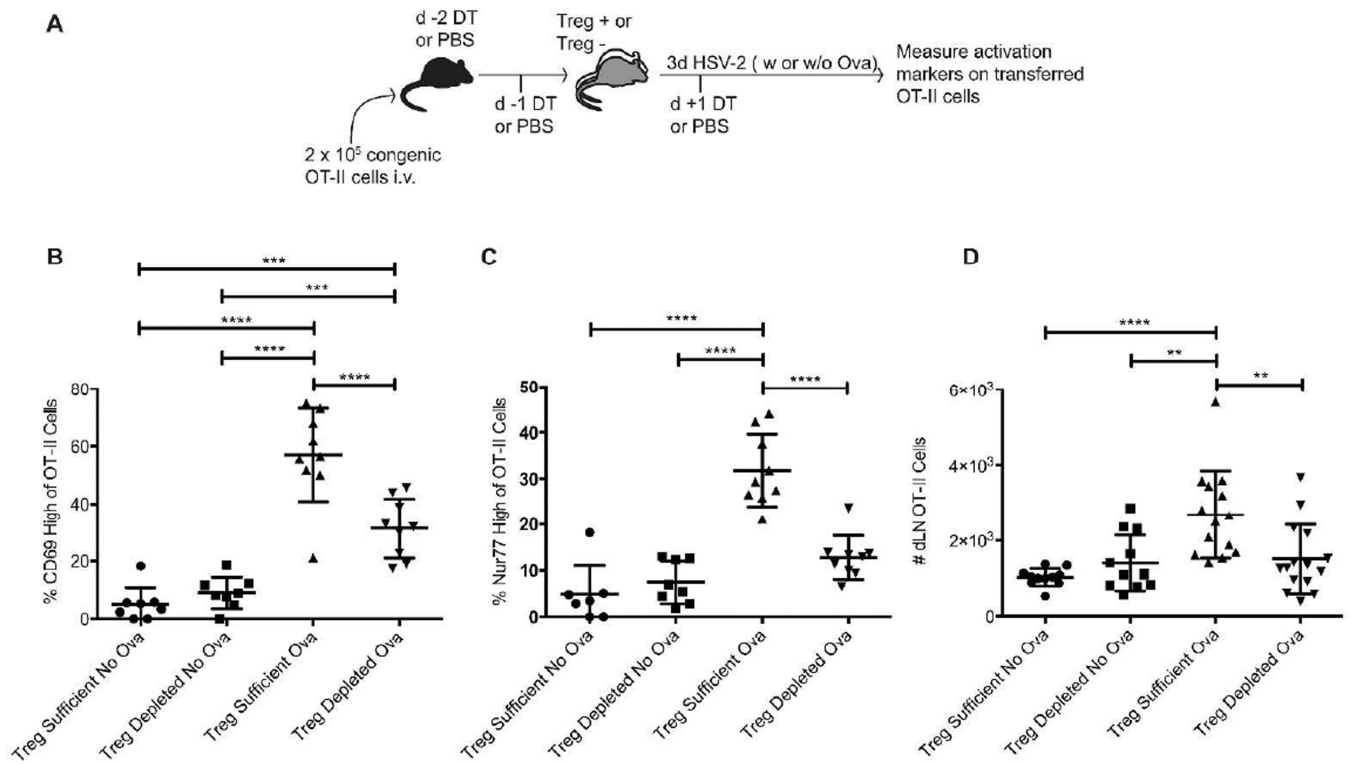 A
d -2 DT
or PBS
Treg + or
Treg -
3d HSV-2 ( w or w/o Ova)
Measure activation
markers on transferred
OT-II cells
d -1 DT
or PBS
d +1 DT
or PBS
2 x 10⁵ congenic
OT-II cells i.v.
B
***
***
****
****
****
80
60
40
20
0
% CD69 High of OT-II Cells
Treg Sufficient No Ova
Treg Depleted No Ova
Treg Sufficient Ova
Treg Depleted Ova
C
****
****
****
50
40
30
20
10
0
% Nur77 High of OT-II Cells
Treg Sufficient No Ova
Treg Depleted No Ova
Treg Sufficient Ova
Treg Depleted Ova
D
****
**
**
6×10³
4×10³
2×10³
0
# dLN OT-II Cells
Treg Sufficient No Ova
Treg Depleted No Ova
Treg Sufficient Ova
Treg Depleted Ova